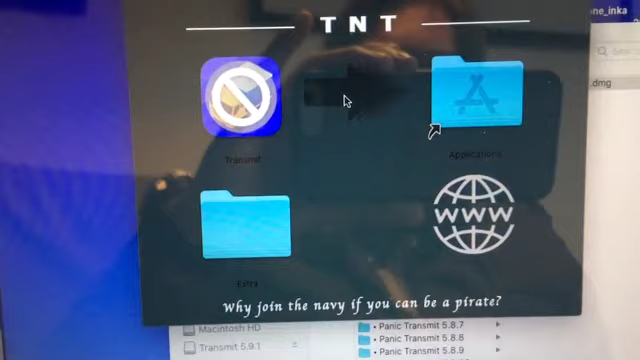 TNT
ne_inka
.dmg
Transmit
Applications
WWW
Extra
Why join the navy if you can be a pirate?
Macintosh HD
Transmit 5.9.1
• Panic Transmit 5.8.7
• Panic Transmit 5.8.8
• Panic Transmit 5.8.9